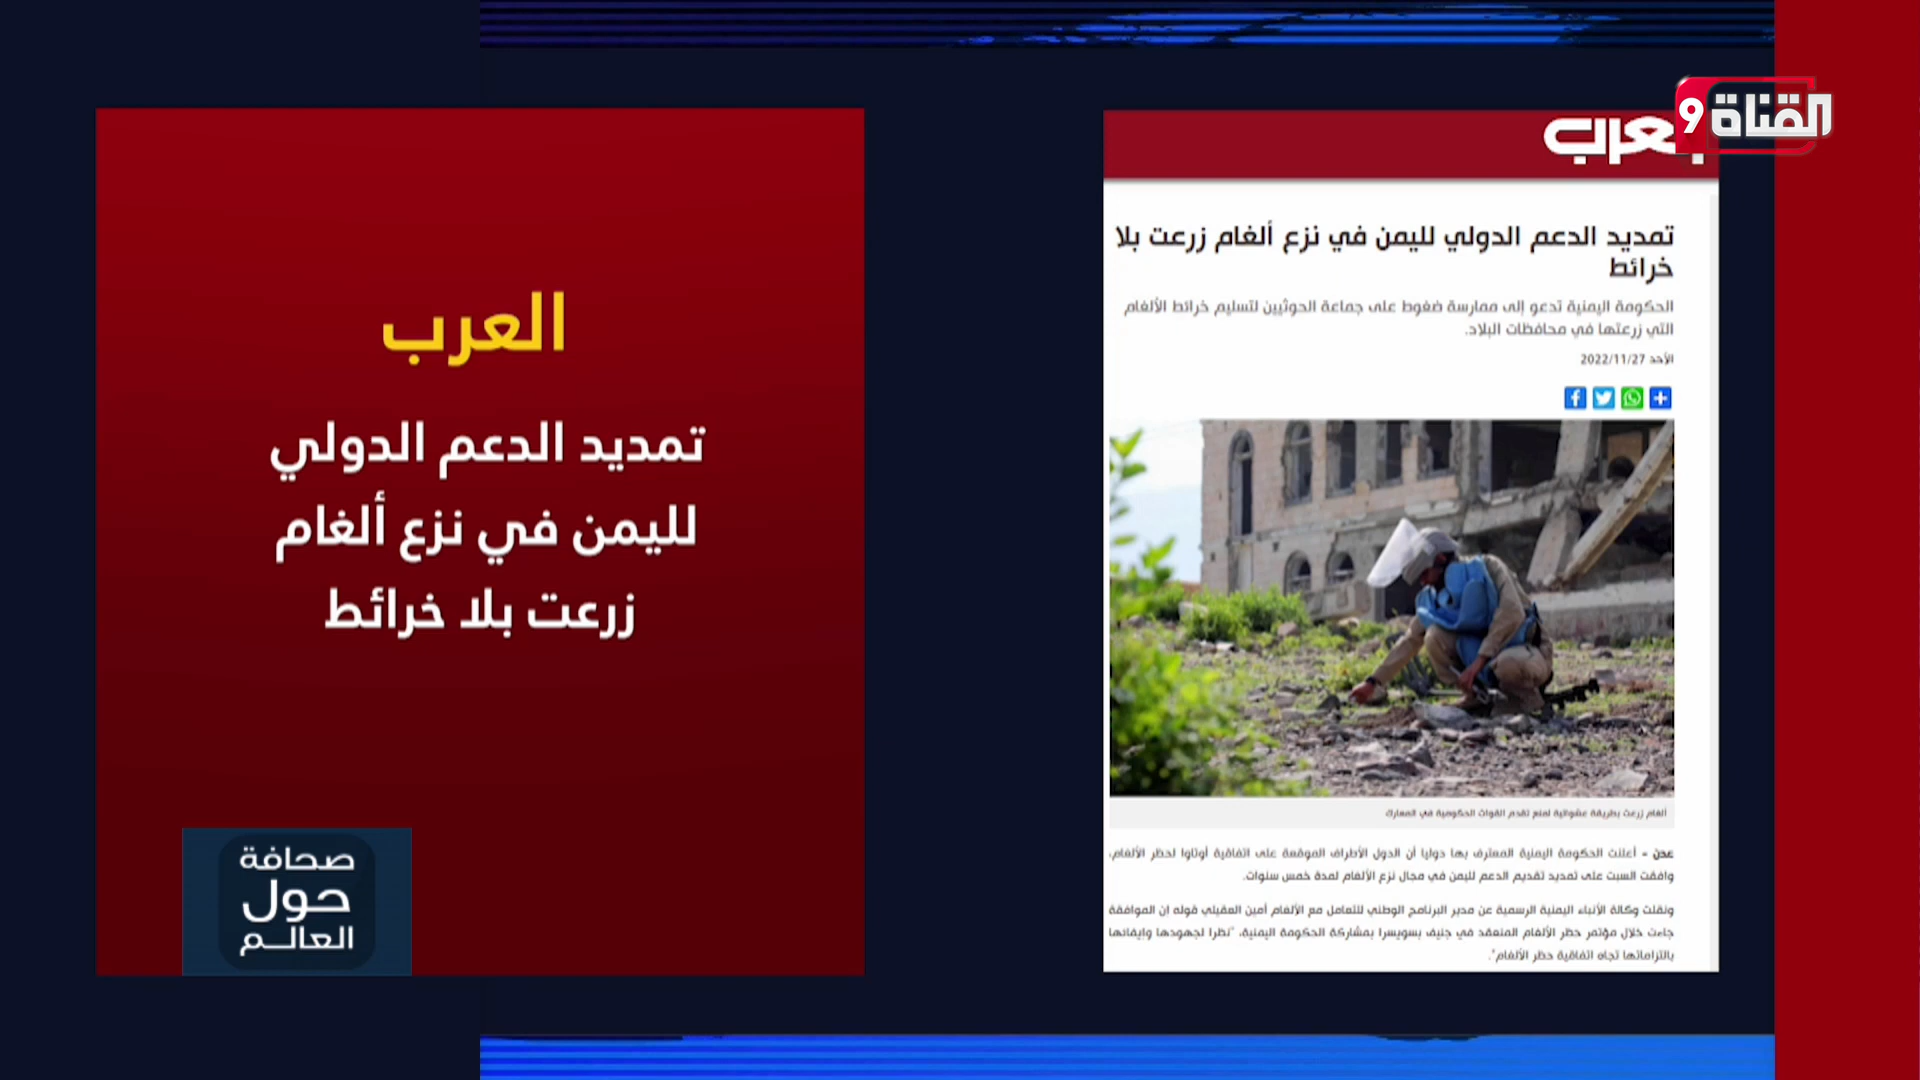 القناة 9
العرب
تمديد الدعم الدولي
لليمن في نزع ألغام
زرعت بلا خرائط
صحافة
حول
العالم
تمديد الدعم الدولي لليمن في نزع ألغام زرعت بلا
خرائط
الحكومة اليمنية تدعو إلى ممارسة ضغوط على جماعة الحوثيين لتسليم خرائط الألغام
التي زرعتها في محافظات البلاد.
الأحد 2022/11/27
ألغام زرعت بطريقة عشوائية لمنع تقدم القوات الحكومية في المعارك
عدن - أعلنت الحكومة اليمنية المعترف بها دوليا أن الدول الأطراف الموقعة على اتفاقية أوتاوا لحظر الألغام،
وافقت السبت على تمديد تقديم الدعم لليمن في مجال نزع الألغام لمدة خمس سنوات.
ونقلت وكالة الأنباء اليمنية الرسمية عن مدير البرنامج الوطني للتعامل مع الألغام أمين العقيلي قوله إن الموافقة
جاءت خلال مؤتمر حظر الألغام المنعقد في جنيف بسويسرا بمشاركة الحكومة اليمنية، "نظرا لجهودها وإيفائها
بالتزاماتها تجاه اتفاقية حظر الألغام".